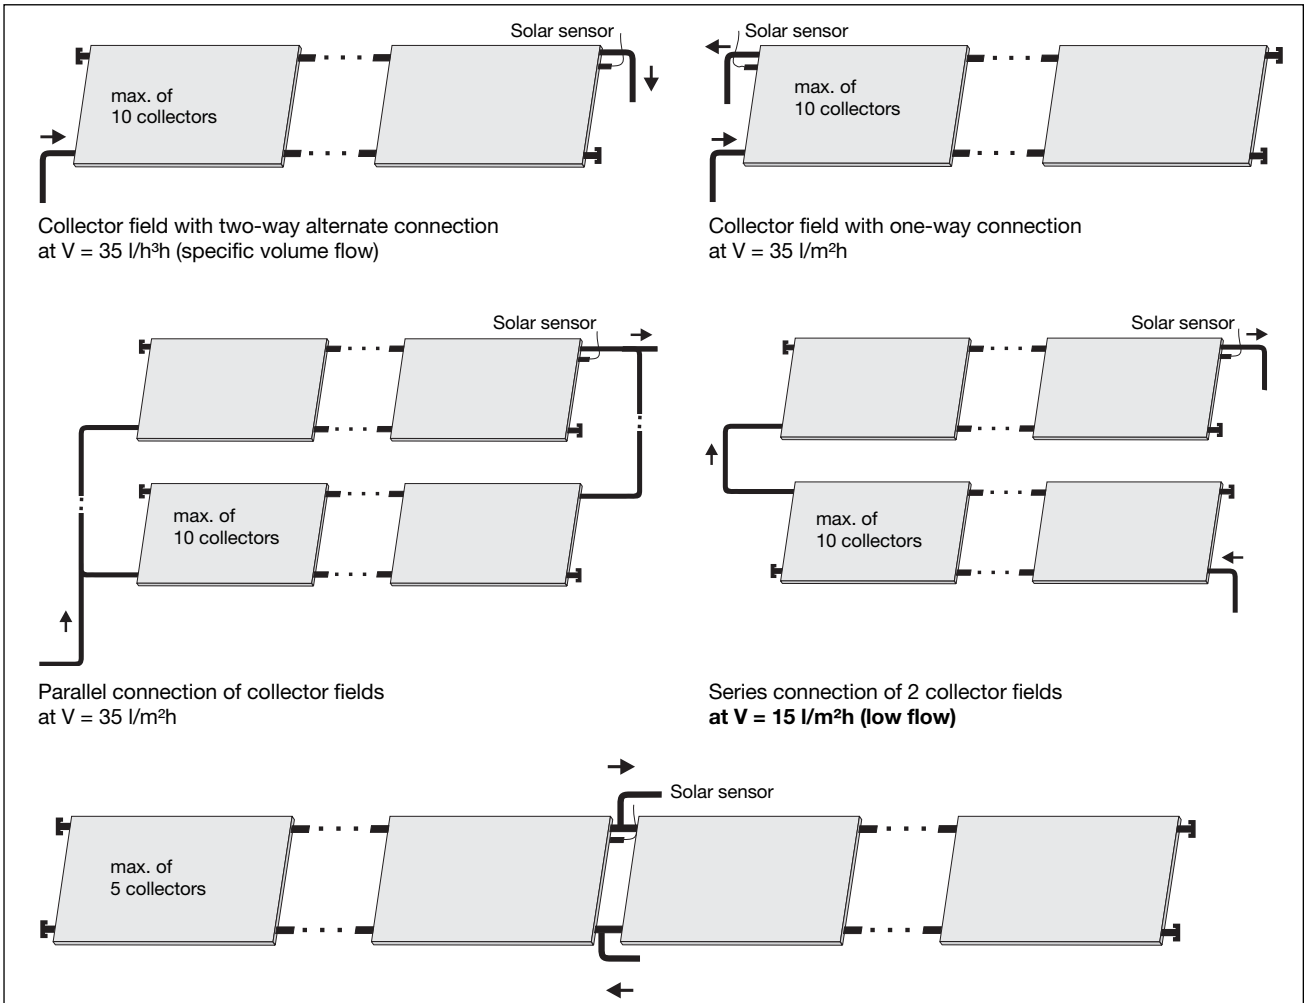 Solar sensor
max. of
10 collectors
Collector field with two-way alternate connection
at V = 35 l/h³h (specific volume flow)
Solar sensor
max. of
10 collectors
Collector field with one-way connection
at V = 35 l/m²h
Solar sensor
max. of
10 collectors
Parallel connection of collector fields
at V = 35 l/m²h
Solar sensor
max. of
10 collectors
Series connection of 2 collector fields
at V = 15 l/m²h (low flow)
Solar sensor
max. of
5 collectors